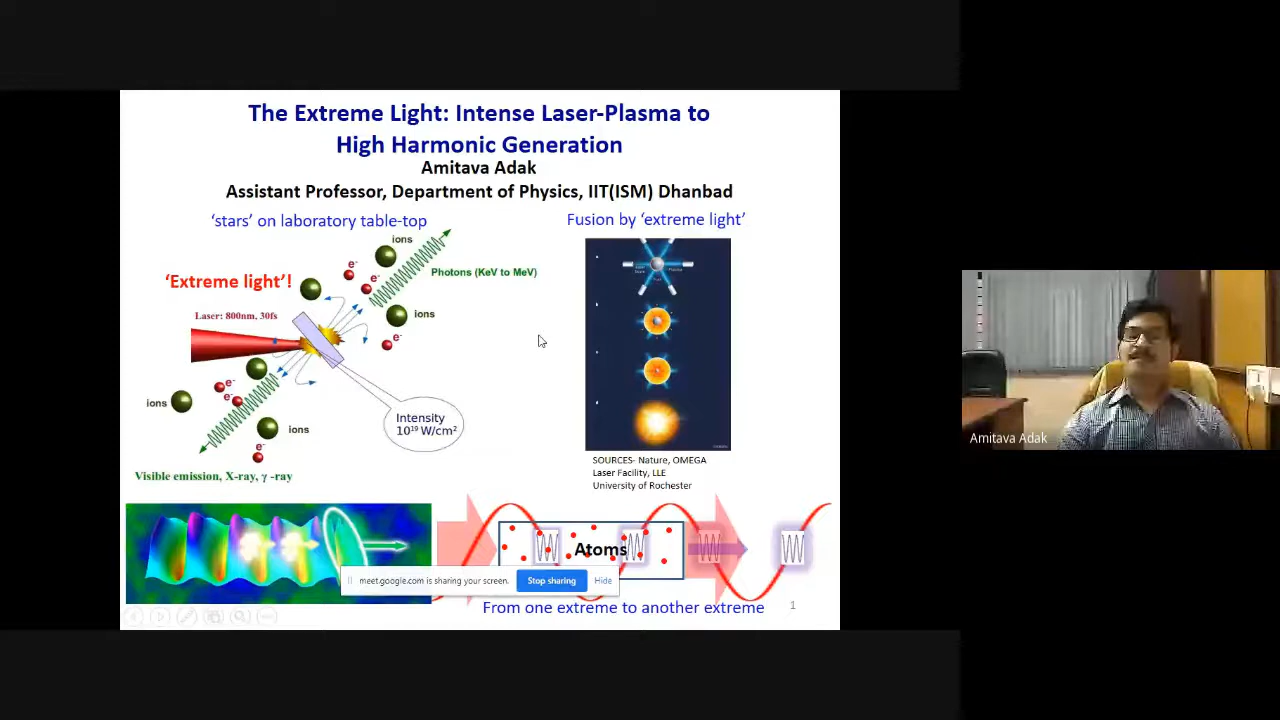 The Extreme Light: Intense Laser-Plasma to
High Harmonic Generation
Amitava Adak
Assistant Professor, Department of Physics, IIT(ISM) Dhanbad
‘stars’ on laboratory table-top
Fusion by ‘extreme light’
ions
e-
e-
Photons (KeV to MeV)
‘Extreme light’!
ions
Laser: 800nm, 30fs
e-
e-
e-
ions
ions
e-
Intensity
10¹⁹ W/cm²
Visible emission, X-ray, γ -ray
SOURCES- Nature, OMEGA
Laser Facility, LLE
University of Rochester
Atoms
meet.google.com is sharing your screen.
Stop sharing
Hide
From one extreme to another extreme
1
Amitava Adak